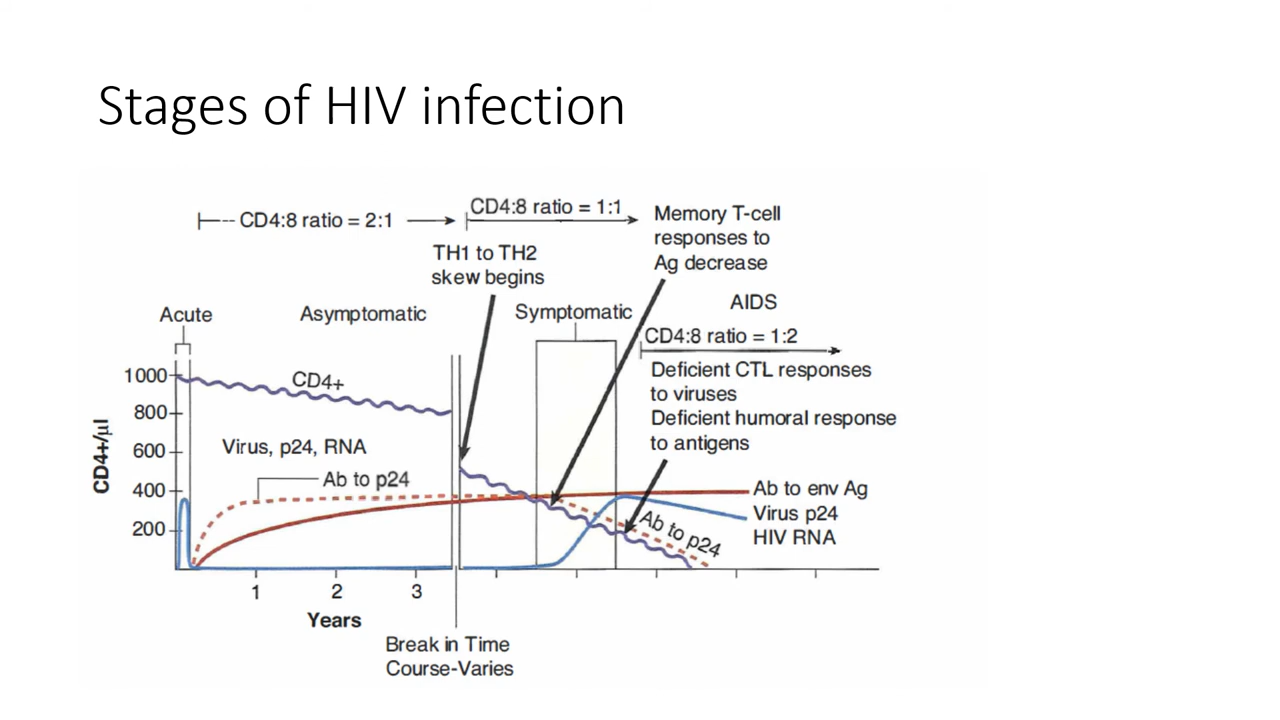 Stages of HIV infection
CD4:8 ratio = 2:1
CD4:8 ratio = 1:1
Memory T-cell
responses to
Ag decrease
TH1 to TH2
skew begins
Acute
Asymptomatic
Symptomatic
AIDS
CD4:8 ratio = 1:2
Deficient CTL responses
to viruses
Deficient humoral response
to antigens
CD4+/µl
1000
800
600
400
200
CD4+
Virus, p24, RNA
Ab to p24
Ab to env Ag
Virus p24
HIV RNA
Ab to p24
1
2
3
Years
Break in Time
Course-Varies